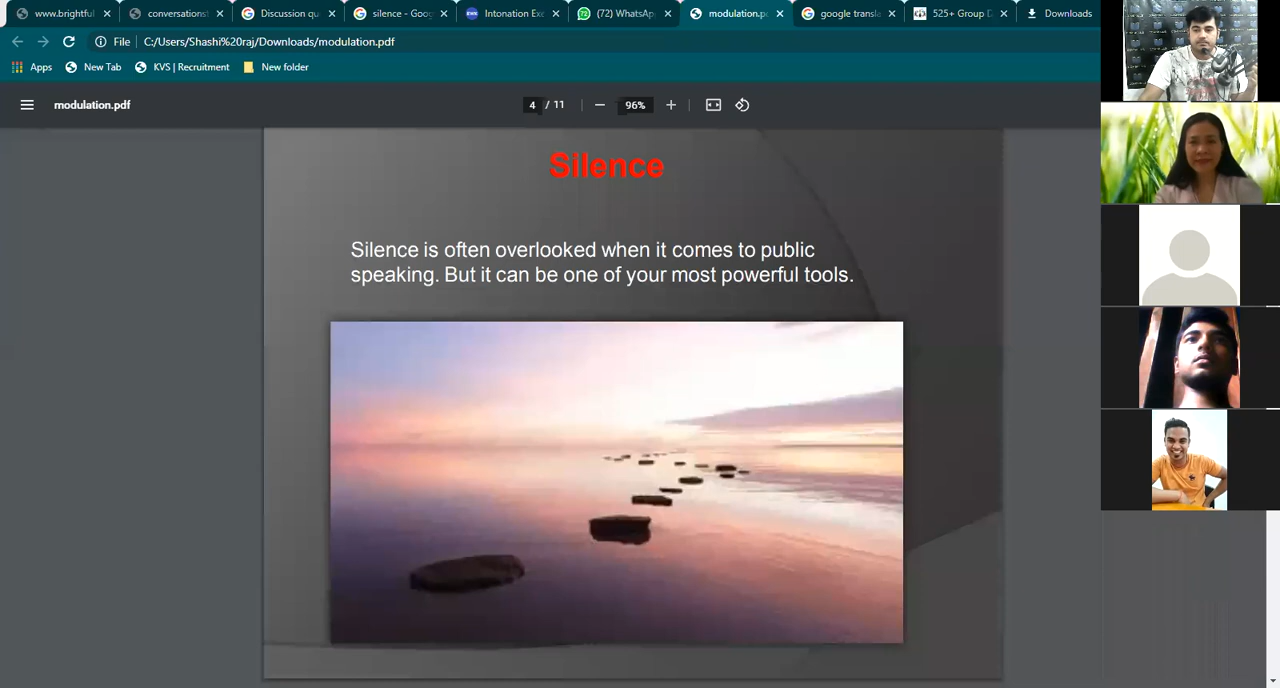 www.brightful
conversations
Discussion qu
silence - Goo
Intonation Exe
(72) WhatsAp
modulation.p
google transla
525+ Group D
Downloads
File
C:/Users/Shashi%20raj/Downloads/modulation.pdf
Apps
New Tab
KVS | Recruitment
New folder
modulation.pdf
4 / 11
96%
Silence
Silence is often overlooked when it comes to public
speaking. But it can be one of your most powerful tools.